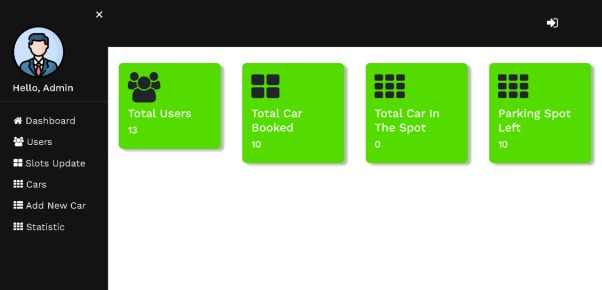 Hello, Admin
Dashboard
Users
Slots Update
Cars
Add New Car
Statistic
Total Users
13
Total Car
Booked
10
Total Car In
The Spot
0
Parking Spot
Left
10